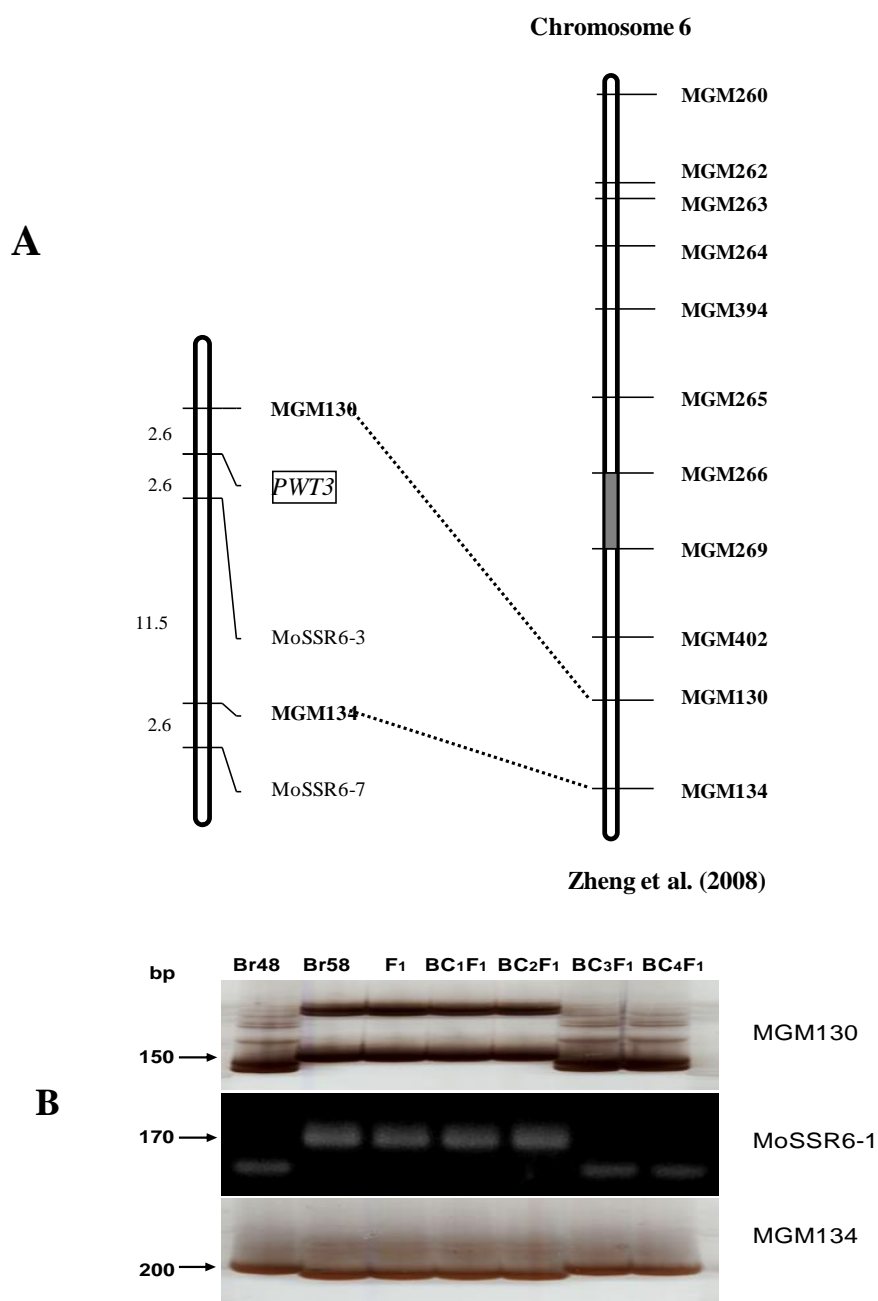 Chromosome 6
A
MGM260
MGM262
MGM263
MGM264
MGM394
MGM265
MGM266
MGM269
MGM402
MGM130
MGM134
MGM130
2.6
PWT3
2.6
MoSSR6-3
11.5
MGM134
2.6
MoSSR6-7
Zheng et al. (2008)
B
bp Br48 Br58 F1 BC1F1 BC2F1 BC3F1 BC4F1
150 MGM130
170 MoSSR6-1
200 MGM134